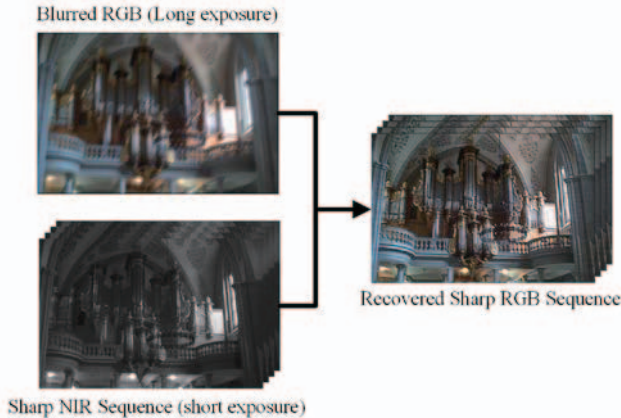 Blurred RGB (Long exposure)
Recovered Sharp RGB Sequence
Sharp NIR Sequence (short exposure)